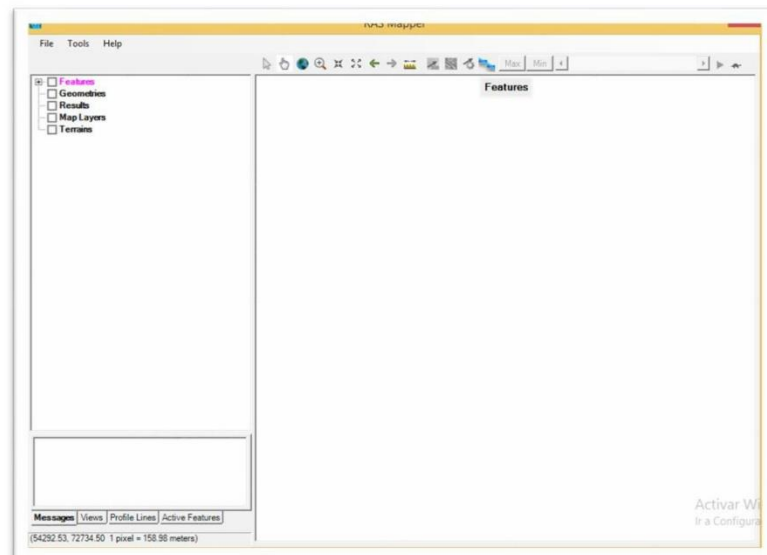 RAS Mapper
File Tools Help
Max Min
Features
Geometries
Results
Map Layers
Terrains
Features
Messages Views Profile Lines Active Features
(54292.53, 72734.50 1 pixel = 158.98 meters)
Activar Wi
Ir a Configura